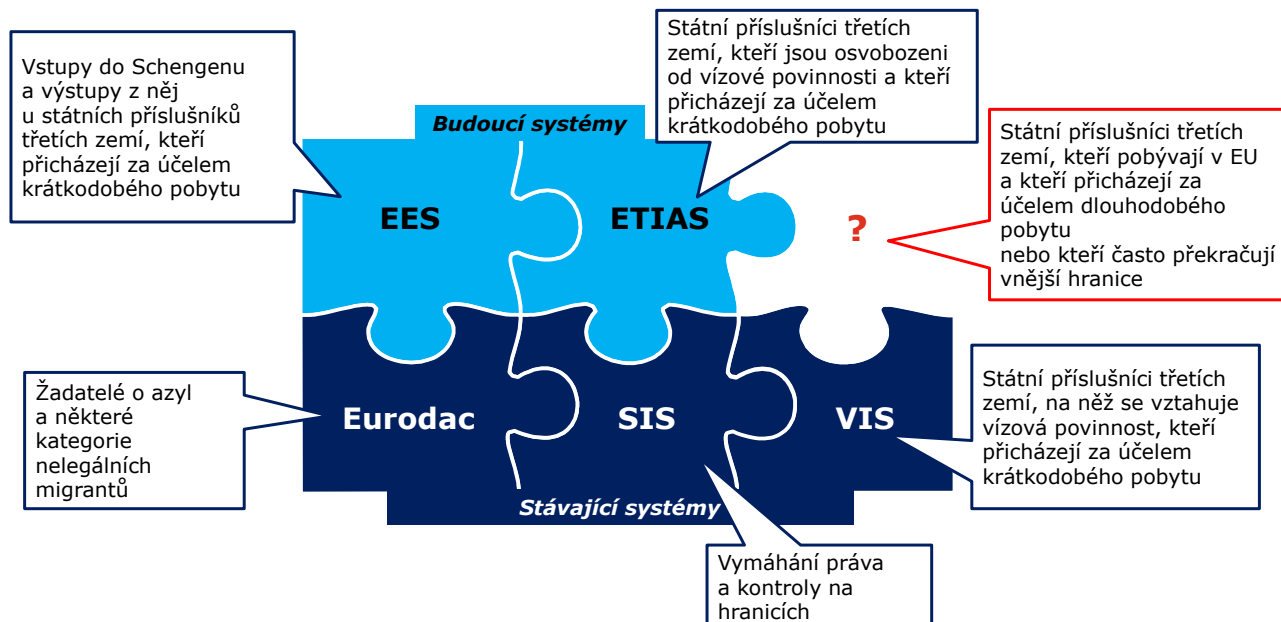 Vstupy do Schengenu
a výstupy z něj
u státních příslušníků
třetích zemí, kteří
přicházejí za účelem
krátkodobého pobytu
Státní příslušníci třetích
zemí, kteří jsou osvobozeni
od vízové povinnosti a kteří
přicházejí za účelem
krátkodobého pobytu
Státní příslušníci třetích
zemí, kteří pobývají v EU
a kteří přicházejí za
účelem dlouhodobého
pobytu
nebo kteří často překračují
vnější hranice
Budoucí systémy
EES
ETIAS
?
Žadatelé o azyl
a některé
kategorie
nelegálních
migrantů
Eurodac
SIS
VIS
Státní příslušníci třetích
zemí, na něž se vztahuje
vízová povinnost, kteří
přicházejí za účelem
krátkodobého pobytu
Stávající systémy
Vymáhání práva
a kontroly na
hranicích